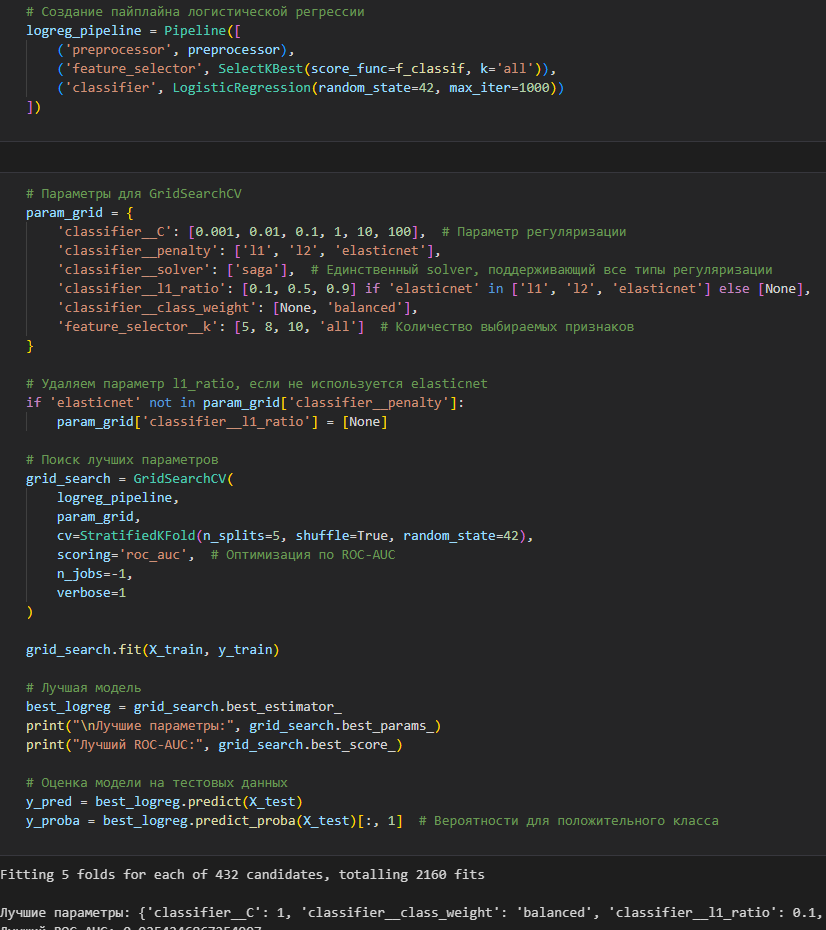 # Создание пайплайна логистической регрессии
logreg_pipeline = Pipeline([
    ('preprocessor', preprocessor),
    ('feature_selector', SelectKBest(score_func=f_classif, k='all')),
    ('classifier', LogisticRegression(random_state=42, max_iter=1000))
])
# Параметры для GridSearchCV
param_grid = {
    'classifier__C': [0.001, 0.01, 0.1, 1, 10, 100],  # Параметр регуляризации
    'classifier__penalty': ['l1', 'l2', 'elasticnet'],
    'classifier__solver': ['saga'],  # Единственный solver, поддерживающий все типы регуляризации
    'classifier__l1_ratio': [0.1, 0.5, 0.9] if 'elasticnet' in ['l1', 'l2', 'elasticnet'] else [None],
    'classifier__class_weight': [None, 'balanced'],
    'feature_selector__k': [5, 8, 10, 'all']  # Количество выбираемых признаков
}
# Удаляем параметр l1_ratio, если не используется elasticnet
if 'elasticnet' not in param_grid['classifier__penalty']:
    param_grid['classifier__l1_ratio'] = [None]
# Поиск лучших параметров
grid_search = GridSearchCV(
    logreg_pipeline,
    param_grid,
    cv=StratifiedKFold(n_splits=5, shuffle=True, random_state=42),
    scoring='roc_auc',  # Оптимизация по ROC-AUC
    n_jobs=-1,
    verbose=1
)
grid_search.fit(X_train, y_train)
# Лучшая модель
best_logreg = grid_search.best_estimator_
print("\nЛучшие параметры:", grid_search.best_params_)
print("Лучший ROC-AUC:", grid_search.best_score_)
# Оценка модели на тестовых данных
y_pred = best_logreg.predict(X_test)
y_proba = best_logreg.predict_proba(X_test)[:, 1]  # Вероятности для положительного класса
Fitting 5 folds for each of 432 candidates, totalling 2160 fits
Лучшие параметры: {'classifier__C': 1, 'classifier__class_weight': 'balanced', 'classifier__l1_ratio': 0.1,
Лучший ROC-AUC: